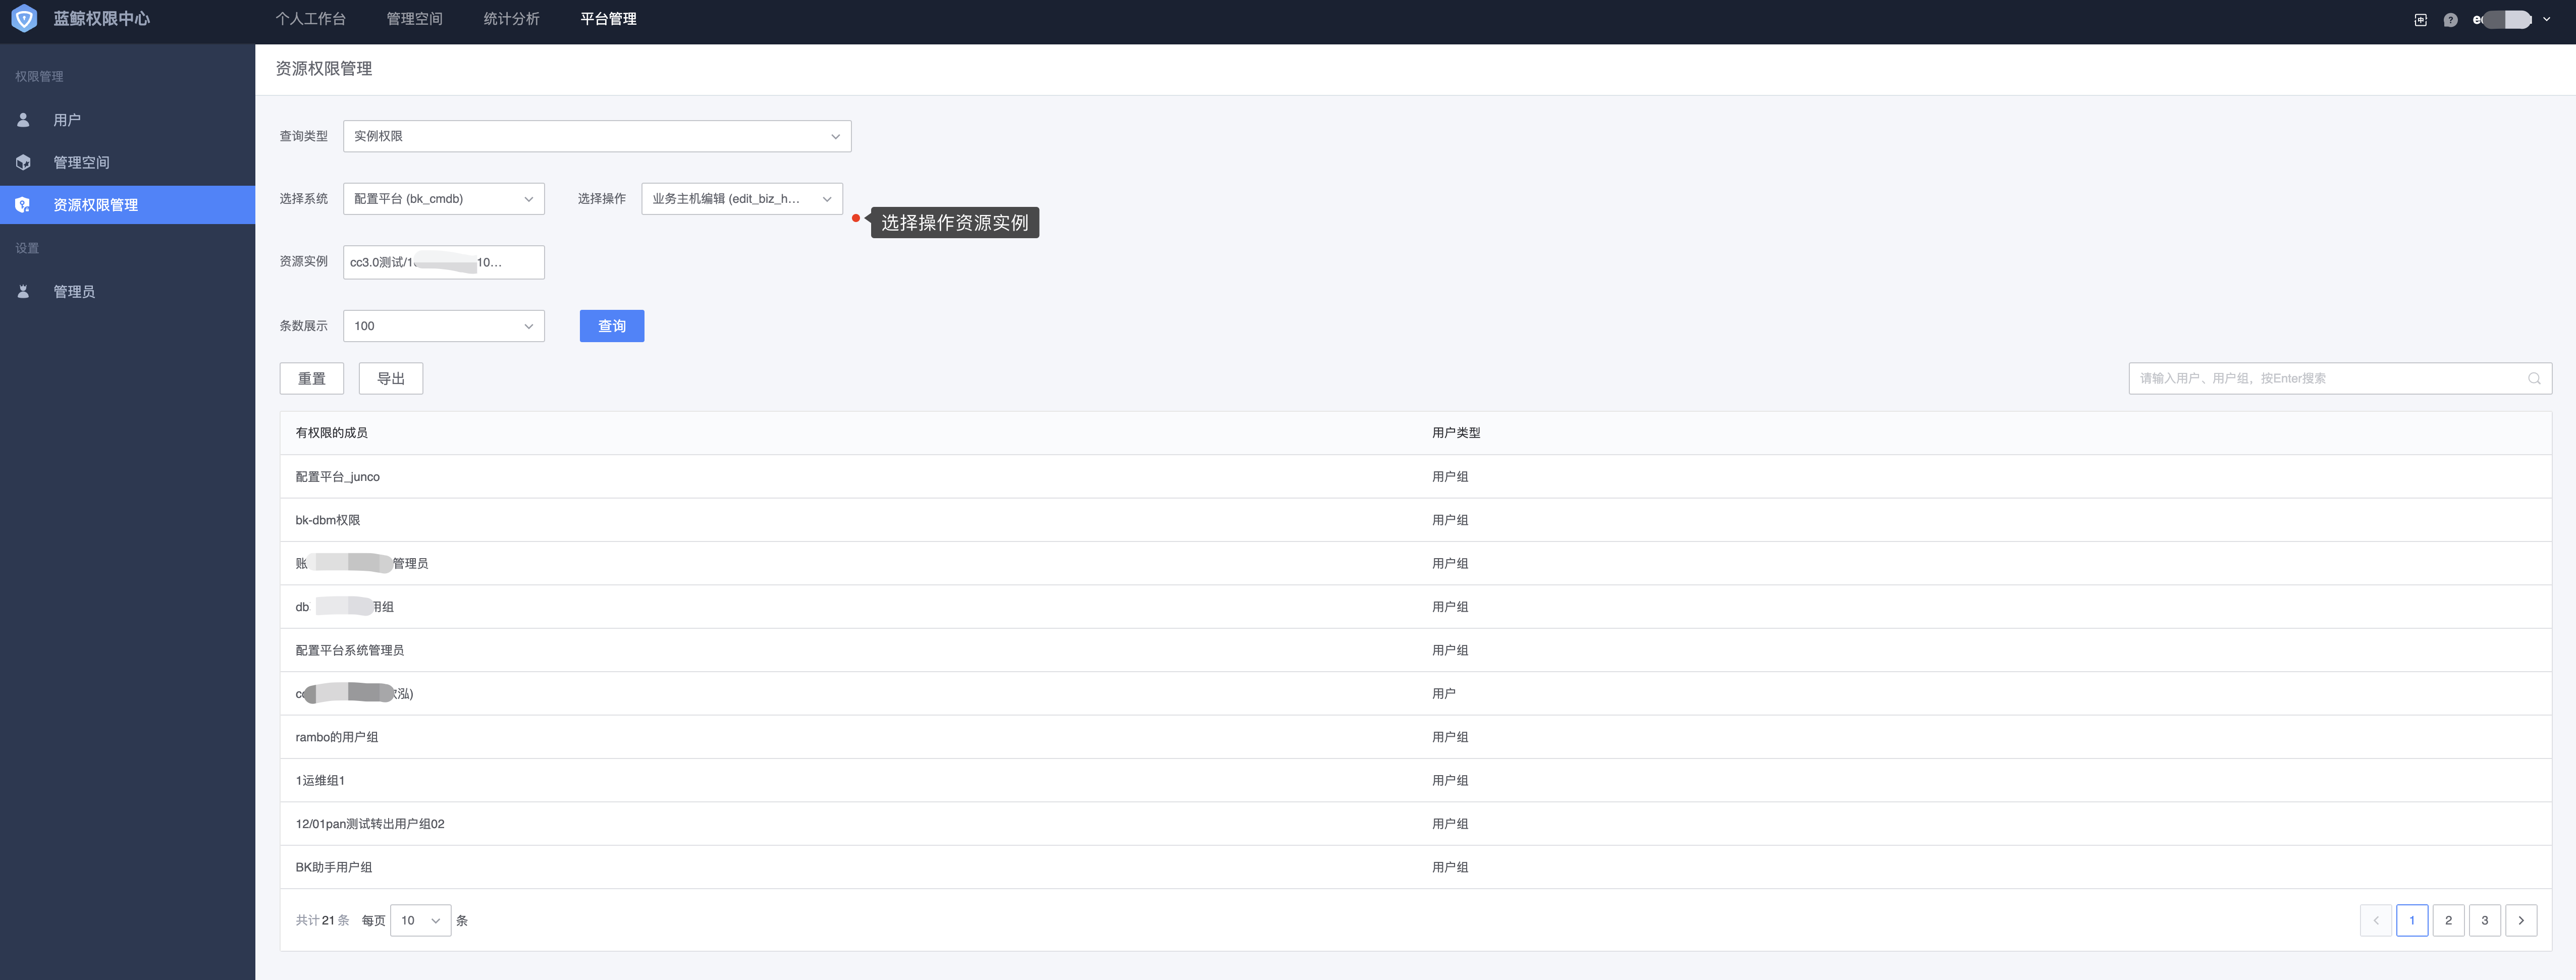 蓝鲸权限中心 个人工作台 管理空间 统计分析 平台管理
权限管理
用户
管理空间
资源权限管理
设置
管理员
资源权限管理
查询类型 实例权限
选择系统 配置平台 (bk_cmdb) 选择操作 业务主机编辑 (edit_biz_h...
选择操作资源实例
资源实例 cc3.0测试/1 10...
条数展示 100 查询
重置 导出 请输入用户、用户组，按Enter搜索
有权限的成员 用户类型
配置平台_junco 用户组
bk-dbm权限 用户组
账 管理员 用户组
db 用组 用户组
配置平台系统管理员 用户组
泓) 用户
rambo的用户组 用户组
1运维组1 用户组
12/01pan测试转出用户组02 用户组
BK助手用户组 用户组
共计21条 每页 10 条 1 2 3